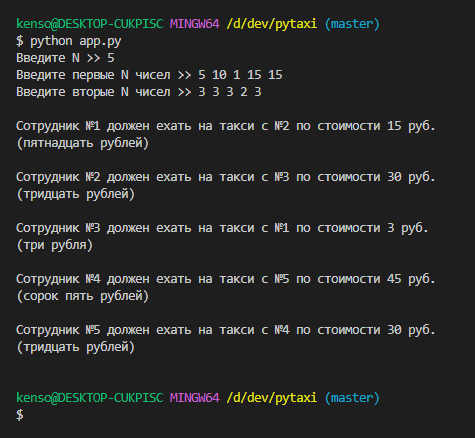 kenso@DESKTOP-CUKPISC MINGW64 /d/dev/pytaxi (master)
$ python app.py
Введите N >> 5
Введите первые N чисел >> 5 10 1 15 15
Введите вторые N чисел >> 3 3 3 2 3
Сотрудник №1 должен ехать на такси с №2 по стоимости 15 руб.
(пятнадцать рублей)
Сотрудник №2 должен ехать на такси с №3 по стоимости 30 руб.
(тридцать рублей)
Сотрудник №3 должен ехать на такси с №1 по стоимости 3 руб.
(три рубля)
Сотрудник №4 должен ехать на такси с №5 по стоимости 45 руб.
(сорок пять рублей)
Сотрудник №5 должен ехать на такси с №4 по стоимости 30 руб.
(тридцать рублей)
kenso@DESKTOP-CUKPISC MINGW64 /d/dev/pytaxi (master)
$